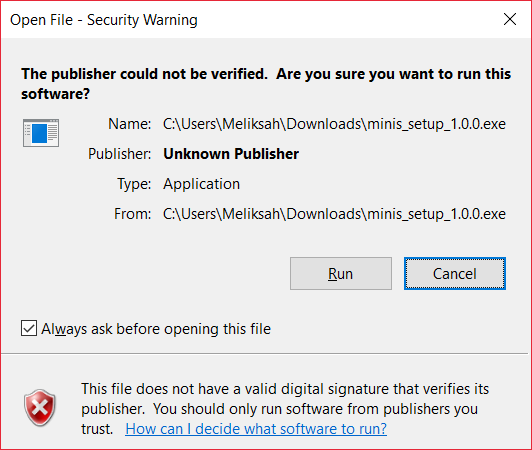 Open File - Security Warning
The publisher could not be verified.  Are you sure you want to run this
software?
Name: C:\Users\Meliksah\Downloads\minis_setup_1.0.0.exe
Publisher: Unknown Publisher
Type: Application
From: C:\Users\Meliksah\Downloads\minis_setup_1.0.0.exe
Run Cancel
Always ask before opening this file
This file does not have a valid digital signature that verifies its
publisher.  You should only run software from publishers you
trust.  How can I decide what software to run?